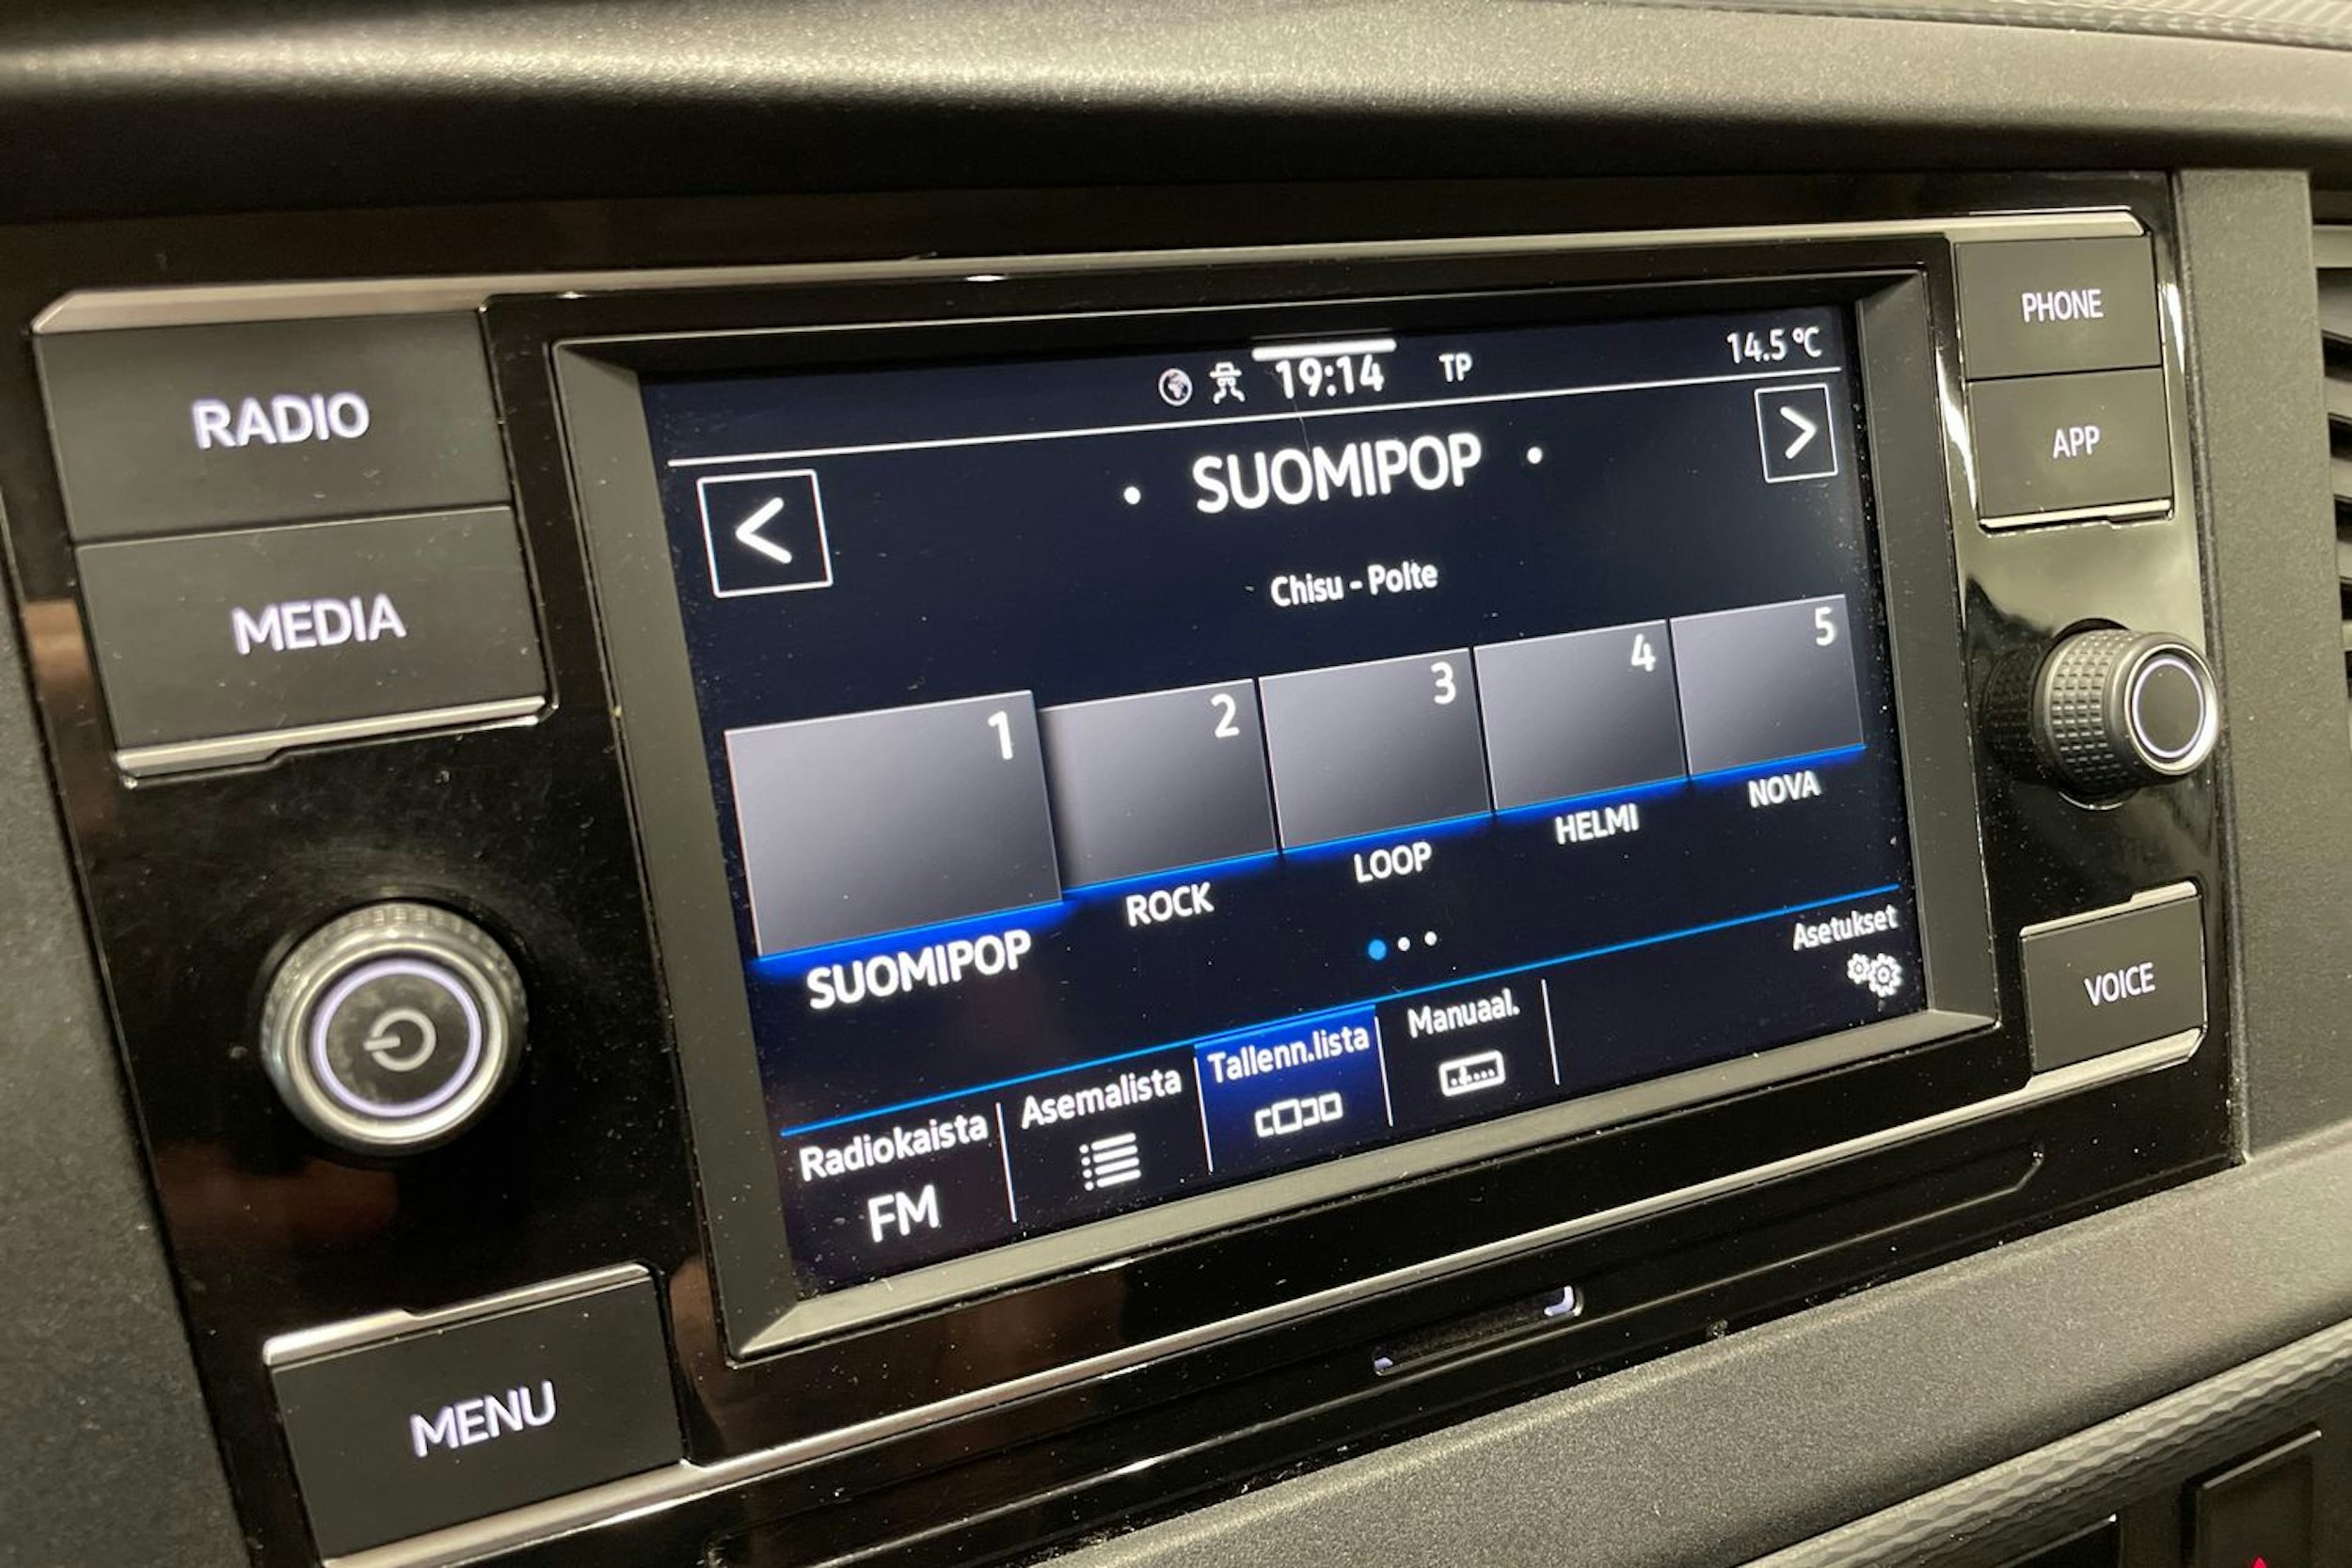 RADIO
MEDIA
MENU
PHONE
APP
VOICE
19:14 TP 14.5 °C
< • SUOMIPOP • >
Chisu - Polte
1 2 3 4 5
SUOMIPOP ROCK LOOP HELMI NOVA
Radiokaista Asemalista Tallenn.lista Manuaal. Asetukset
FM